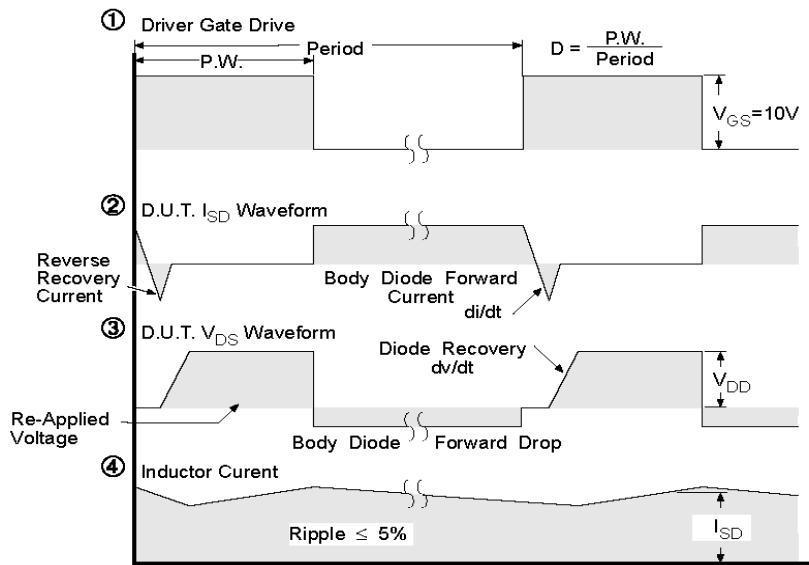 ① Driver Gate Drive
P.W.
Period
D = P.W.
Period
V_GS=10V
② D.U.T. I_SD Waveform
Reverse
Recovery
Current
Body Diode Forward
Current
di/dt
③ D.U.T. V_DS Waveform
Diode Recovery
dv/dt
V_DD
Re-Applied
Voltage
Body Diode
Forward Drop
④ Inductor Curent
Ripple ≤ 5%
I_SD